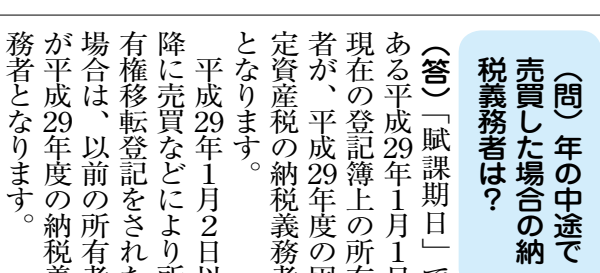 （問）年の中途で
売買した場合の納
税義務者は？
（答）「賦課期日」で
ある平成29年1月1日
現在の登記簿上の所有
者が、平成29年度の固
定資産税の納税義務者
となります。
平成29年1月2日以
降に売買などにより所
有権移転登記をされた
場合は、以前の所有者
が平成29年度の納税義
務者となります。